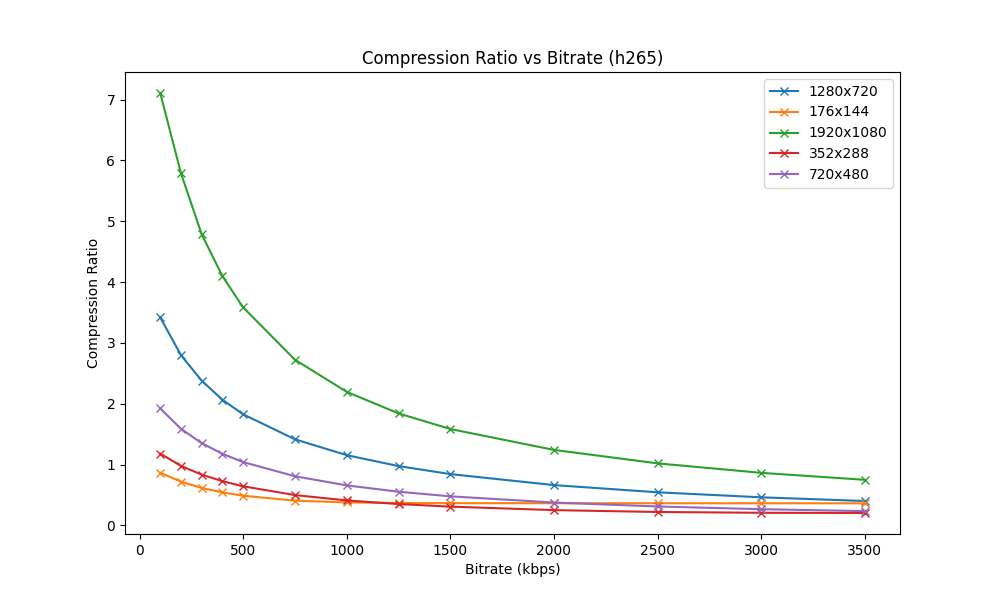 Compression Ratio vs Bitrate (h265)
1280x720
176x144
1920x1080
352x288
720x480
Compression Ratio
7
6
5
4
3
2
1
0
0 500 1000 1500 2000 2500 3000 3500
Bitrate (kbps)